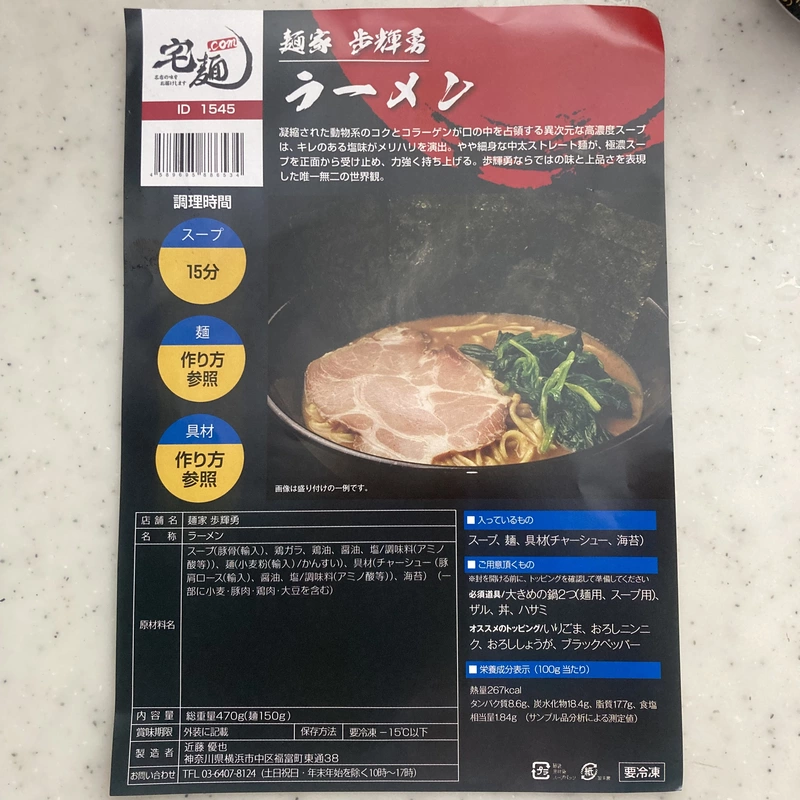 宅麺
.com
名店の味を
お届けします
ID 1545
麺家 歩輝勇
ラーメン
凝縮された動物系のコクとコラーゲンが口の中を占領する異次元な高濃度スープ
は、キレのある塩味がメリハリを演出。やや細身な中太ストレート麺が、極濃スー
プを正面から受け止め、力強く持ち上げる。歩輝勇ならではの味と上品さを表現
した唯一無二の世界観。
調理時間
スープ
15分
麺
作り方
参照
具材
作り方
参照
画像は盛り付けの一例です。
店舗名 麺家 歩輝勇
名称 ラーメン
原材料名
スープ(豚骨(輸入)、鶏ガラ、鶏油、醤油、塩/調味料(アミノ
酸等))、麺(小麦粉(輸入)/かんすい)、具材(チャーシュー(豚
肩ロース(輸入)、醤油、塩/調味料(アミノ酸等))、海苔) (一
部に小麦・豚肉・鶏肉・大豆を含む)
内容量 総重量470g(麺150g)
賞味期限 外装に記載 保存方法 要冷凍 −15℃以下
製造者 近藤 優也
神奈川県横浜市中区福富町東通38
お問い合わせ TEL 03-6407-8124(土日祝日・年末年始を除く10時〜17時)
■ 入っているもの
スープ、麺、具材(チャーシュー、海苔)
■ ご用意頂くもの
※封を開ける前に、トッピングを確認して準備してください
必須道具/大きめの鍋2つ(麺用、スープ用)、
ザル、丼、ハサミ
オススメのトッピング/いりごま、おろしニンニ
ク、おろししょうが、ブラックペッパー
■ 栄養成分表示(100g当たり)
熱量267kcal
タンパク質8.6g、炭水化物18.4g、脂質17.7g、食塩
相当量1.84g (サンプル品分析による測定値)
プラ
紙
要冷凍